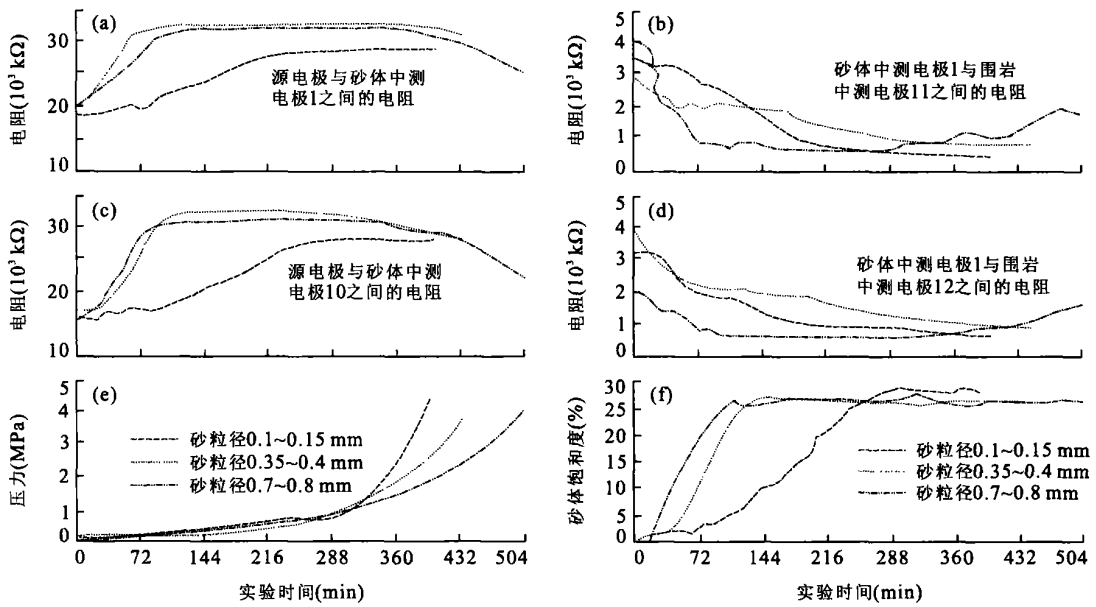 (a)
30
20
10
电阻(10³ kΩ)
源电极与砂体中测
电极1之间的电阻
(b)
5
4
3
2
1
0
电阻(10³ kΩ)
砂体中测电极1与围岩
中测电极11之间的电阻
(c)
30
20
10
电阻(10³ kΩ)
源电极与砂体中测
电极10之间的电阻
(d)
5
4
3
2
1
0
电阻(10³ kΩ)
砂体中测电极1与围岩
中测电极12之间的电阻
(e)
5
4
3
2
1
0
压力(MPa)
砂粒径0.1~0.15 mm
砂粒径0.35~0.4 mm
砂粒径0.7~0.8 mm
0 72 144 216 288 360 432 504
实验时间(min)
(f)
30
25
20
15
10
5
0
砂体饱和度(%)
砂粒径0.1~0.15 mm
砂粒径0.35~0.4 mm
砂粒径0.7~0.8 mm
0 72 144 216 288 360 432 504
实验时间(min)